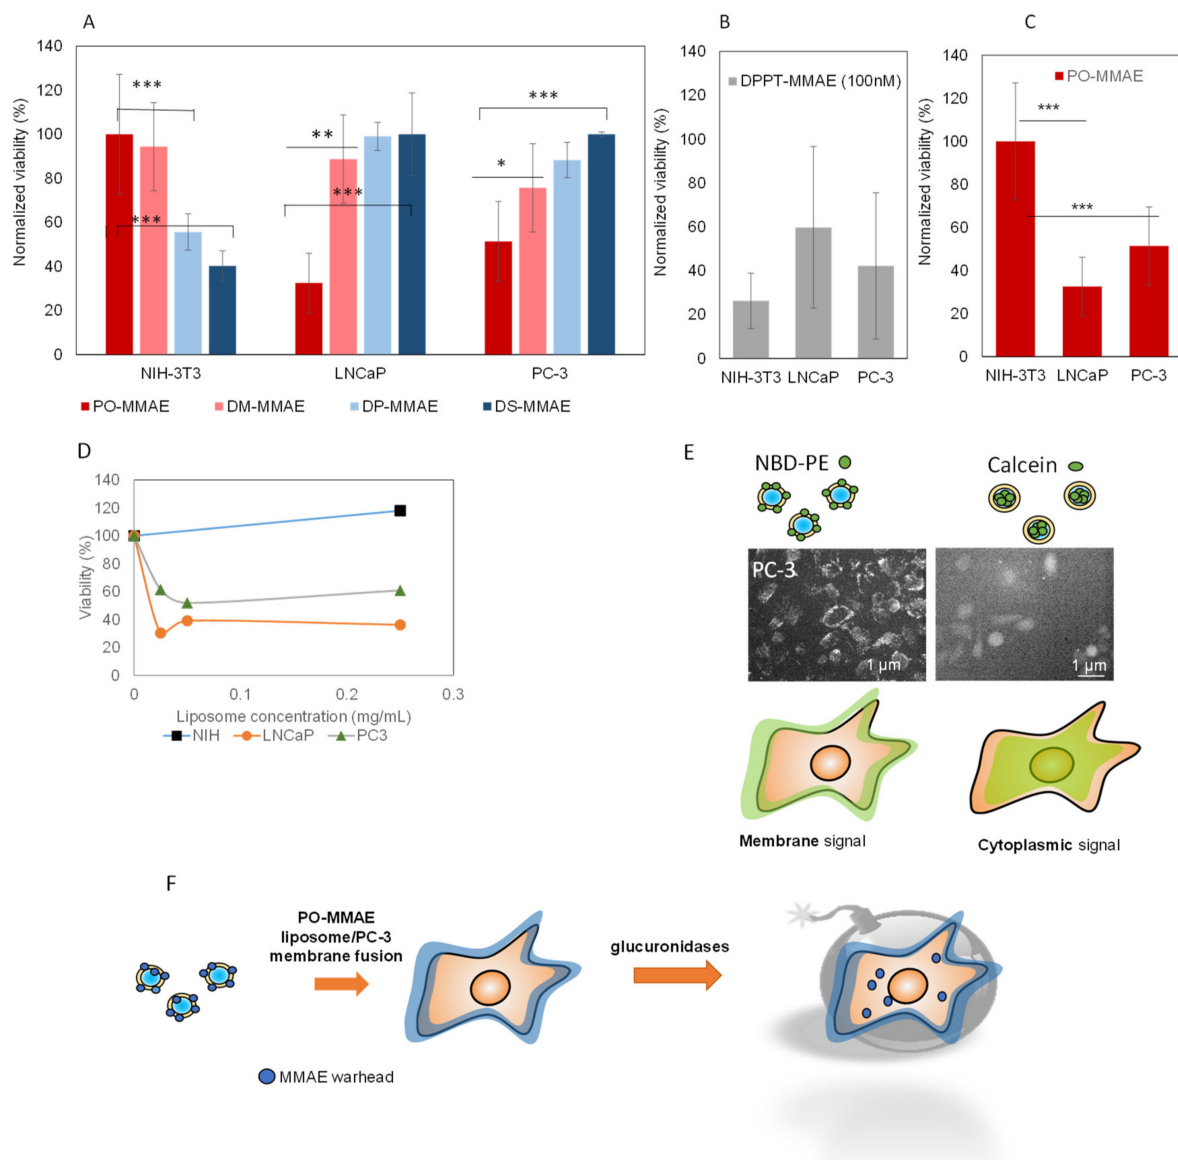 A
Normalized viability (%)
140
120
100
80
60
40
20
0
***
***
**
***
***
*
NIH-3T3 LNCaP PC-3
PO-MMAE DM-MMAE DP-MMAE DS-MMAE
B
Normalized viability (%)
140
120
100
80
60
40
20
0
DPPT-MMAE (100nM)
NIH-3T3 LNCaP PC-3
C
Normalized viability (%)
140
120
100
80
60
40
20
0
PO-MMAE
***
***
NIH-3T3 LNCaP PC-3
D
Viability (%)
140
120
100
80
60
40
20
0
0 0.1 0.2 0.3
Liposome concentration (mg/mL)
NIH LNCaP PC3
E
NBD-PE Calcein
PC-3
1 µm 1 µm
Membrane signal Cytoplasmic signal
F
PO-MMAE
liposome/PC-3
membrane fusion
glucuronidases
MMAE warhead